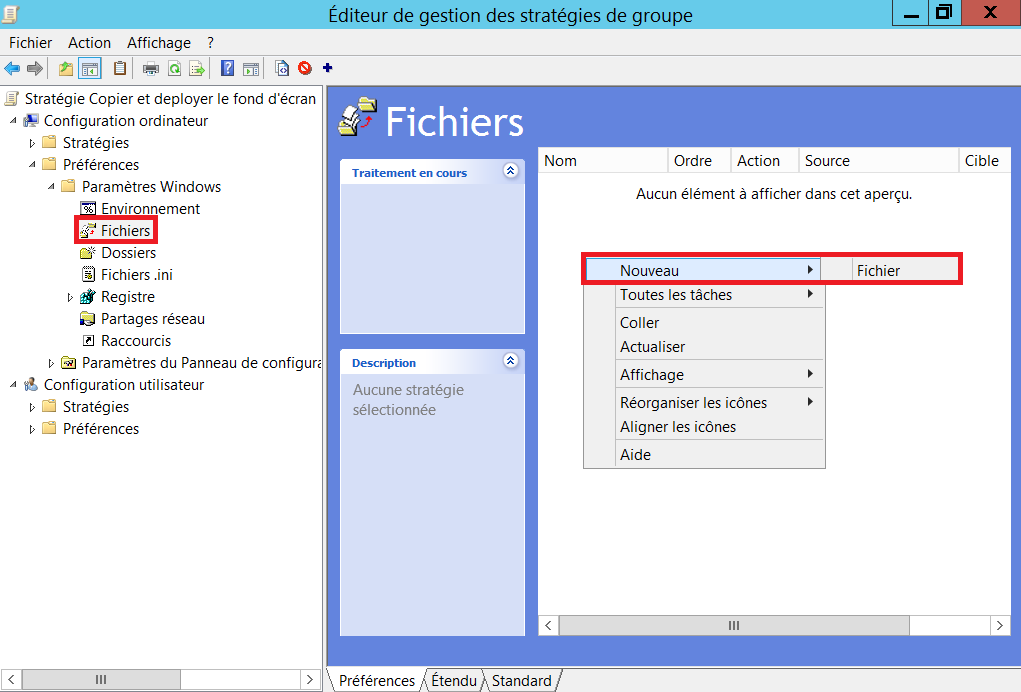 Éditeur de gestion des stratégies de groupe
X
Fichier Action Affichage ?
Stratégie Copier et deployer le fond d'écran
Configuration ordinateur
Stratégies
Préférences
Paramètres Windows
Environnement
Fichiers
Dossiers
Fichiers .ini
Registre
Partages réseau
Raccourcis
Paramètres du Panneau de configura
Configuration utilisateur
Stratégies
Préférences
Fichiers
Traitement en cours
Description
Aucune stratégie
sélectionnée
Nom Ordre Action Source Cible
Aucun élément à afficher dans cet aperçu.
Nouveau Fichier
Toutes les tâches
Coller
Actualiser
Affichage
Réorganiser les icônes
Aligner les icônes
Aide
Préférences Étendu Standard